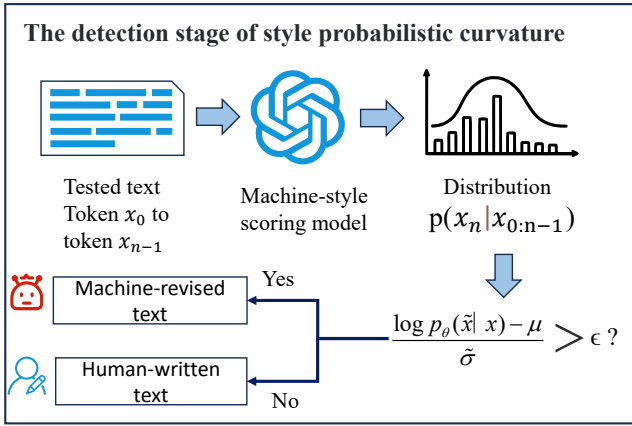 The detection stage of style probabilistic curvature
Tested text
Token x₀ to
token xₙ₋₁
Machine-style
scoring model
Distribution
p(xₙ|x₀:ₙ₋₁)
Yes
Machine-revised
text
log p_θ(x̃| x) − μ
σ̃
> ϵ ?
Human-written
text
No